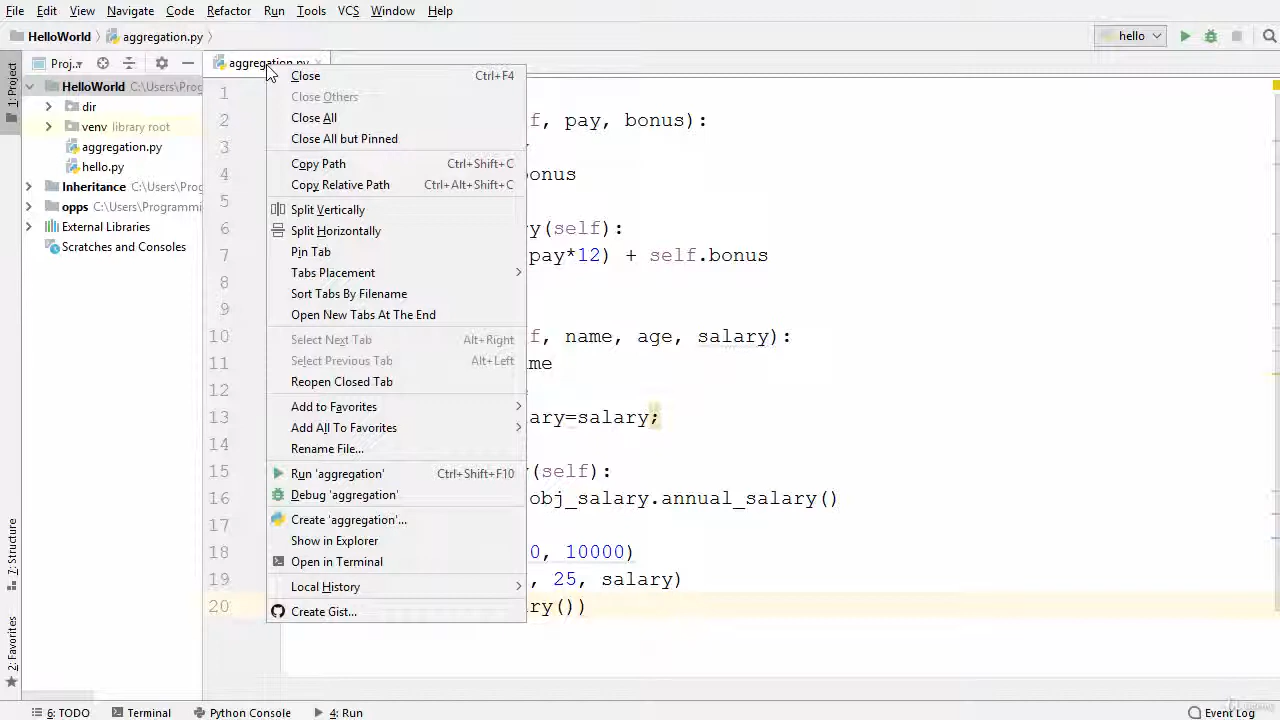 File Edit View Navigate Code Refactor Run Tools VCS Window Help
HelloWorld aggregation.py hello
1: Project
Proj..
aggregation.py
HelloWorld C:\Users\Prog
dir
venv library root
aggregation.py
hello.py
Inheritance C:\Users\Prog
opps C:\Users\Programmi
External Libraries
Scratches and Consoles
7: Structure
2: Favorites
Close Ctrl+F4
Close Others
Close All
Close All but Pinned
Copy Path Ctrl+Shift+C
Copy Relative Path Ctrl+Alt+Shift+C
Split Vertically
Split Horizontally
Pin Tab
Tabs Placement
Sort Tabs By Filename
Open New Tabs At The End
Select Next Tab Alt+Right
Select Previous Tab Alt+Left
Reopen Closed Tab
Add to Favorites
Add All To Favorites
Rename File...
Run 'aggregation' Ctrl+Shift+F10
Debug 'aggregation'
Create 'aggregation'...
Show in Explorer
Open in Terminal
Local History
Create Gist...
1
2 f, pay, bonus):
3
4 onus
5
6 y(self):
7 pay*12) + self.bonus
8
9
10 f, name, age, salary):
11 me
12
13 ary=salary;
14
15 (self):
16 obj_salary.annual_salary()
17
18 0, 10000)
19 , 25, salary)
20 ry())
6: TODO Terminal Python Console 4: Run Event Log